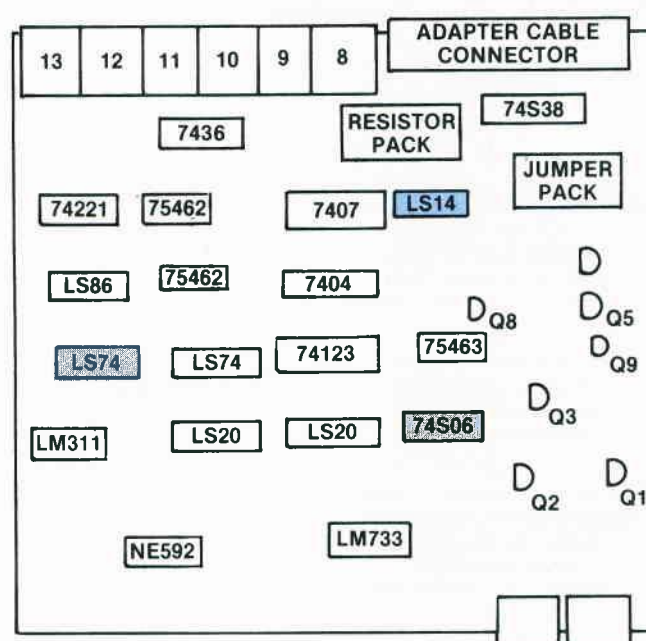 ADAPTER CABLE
CONNECTOR
13 12 11 10 9 8
74S38
7436
RESISTOR
PACK
JUMPER
PACK
74221 75462 7407 LS14
LS86 75462 7404
Q8 Q5
LS74 LS74 74123 75463
Q9
Q3
LM311 LS20 LS20 74S06
Q2 Q1
NE592 LM733